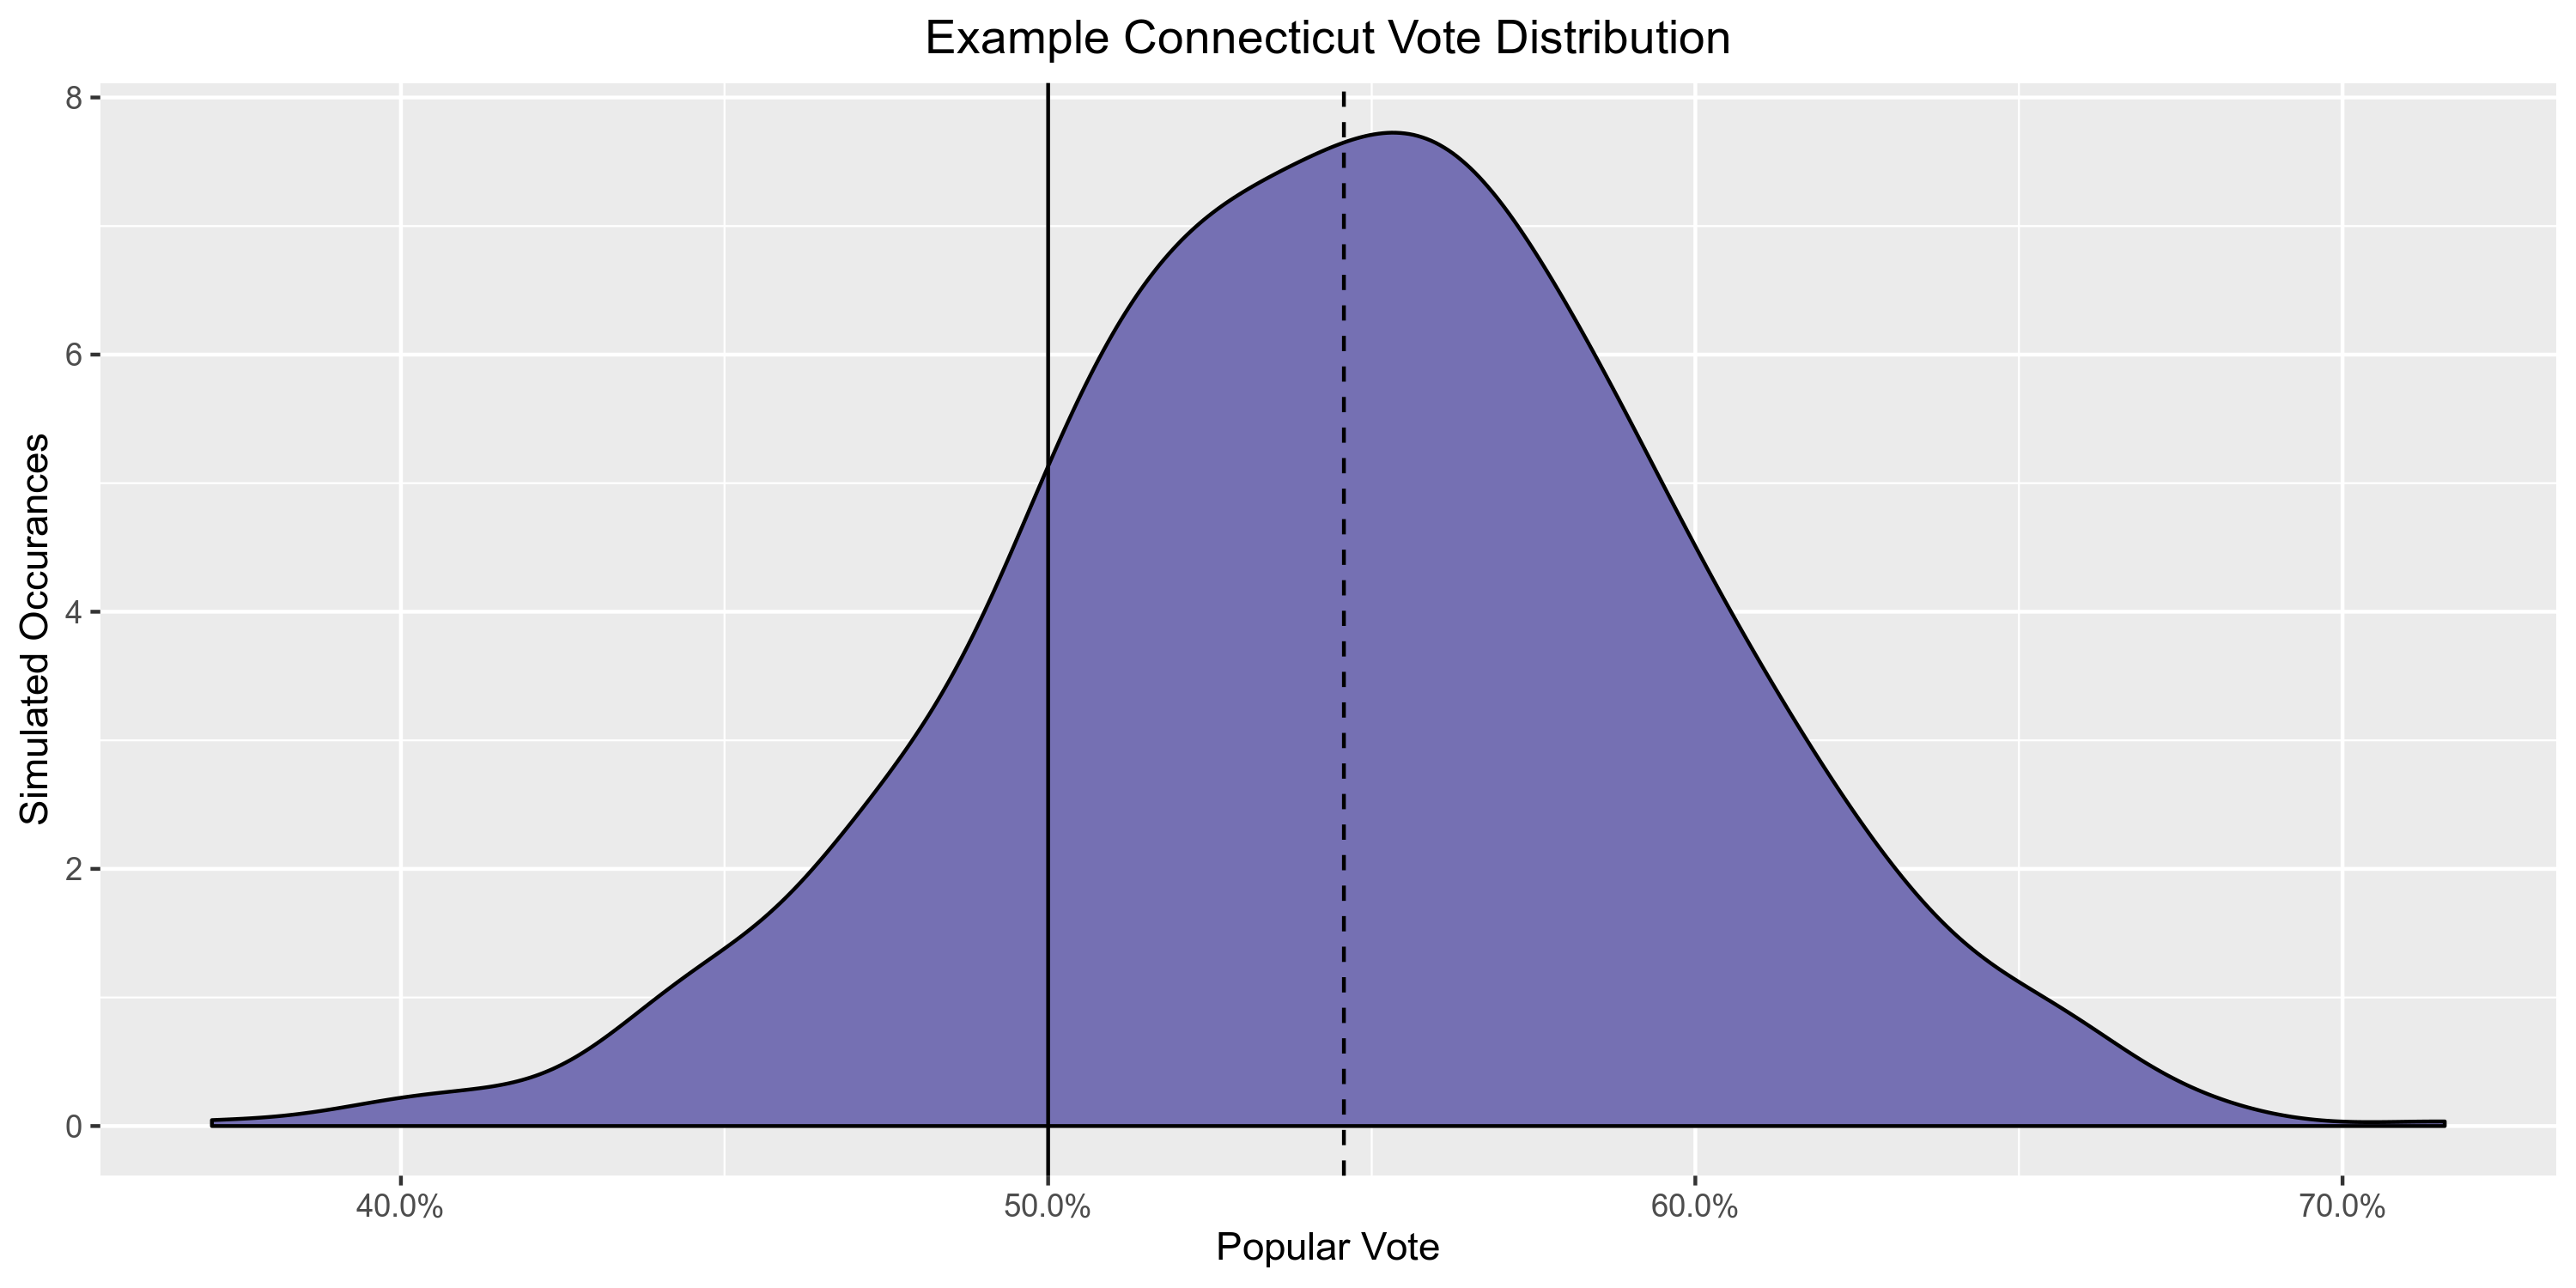 Example Connecticut Vote Distribution
8
6
4
2
0
Simulated Occurances
40.0% 50.0% 60.0% 70.0%
Popular Vote